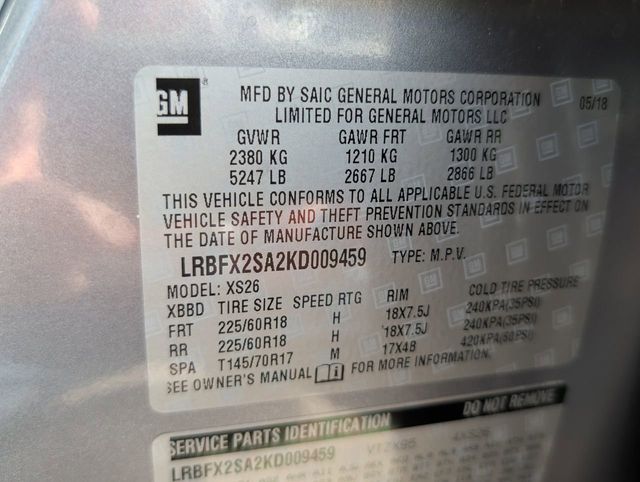 GM
MFD BY SAIC GENERAL MOTORS CORPORATION 05/18
LIMITED FOR GENERAL MOTORS LLC
GVWR GAWR FRT GAWR RR
2380 KG 1210 KG 1300 KG
5247 LB 2667 LB 2866 LB
THIS VEHICLE CONFORMS TO ALL APPLICABLE U.S. FEDERAL MOTOR
VEHICLE SAFETY AND THEFT PREVENTION STANDARDS IN EFFECT ON
THE DATE OF MANUFACTURE SHOWN ABOVE.
LRBFX2SA2KD009459 TYPE: M.P.V.
MODEL: XS26
XBBD TIRE SIZE SPEED RTG RIM COLD TIRE PRESSURE
FRT 225/60R18 H 18X7.5J 240KPA(35PSI)
RR 225/60R18 H 18X7.5J 240KPA(35PSI)
SPA T145/70R17 M 17X4B 420KPA(60PSI)
SEE OWNER'S MANUAL FOR MORE INFORMATION.
SERVICE PARTS IDENTIFICATION DO NOT REMOVE
LRBFX2SA2KD009459 4XS26